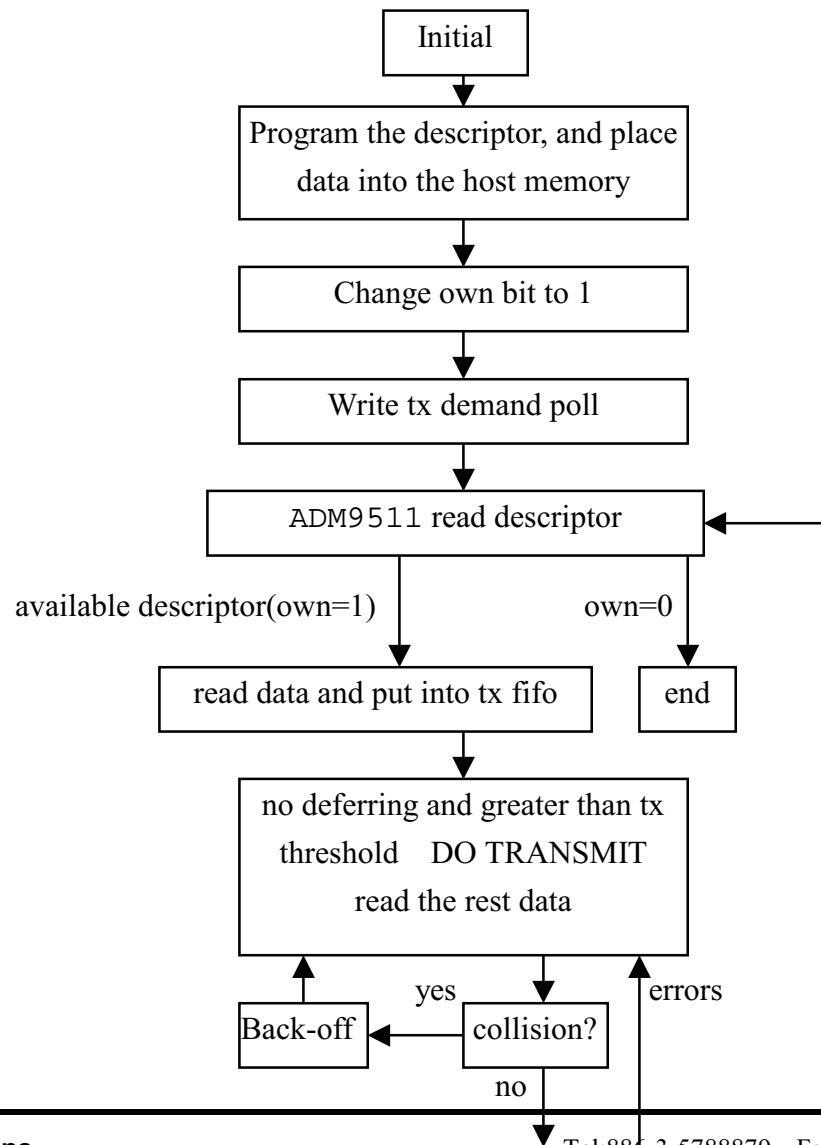 Initial
Program the descriptor, and place
data into the host memory
Change own bit to 1
Write tx demand poll
ADM9511 read descriptor
available descriptor(own=1)
own=0
read data and put into tx fifo
end
no deferring and greater than tx
threshold DO TRANSMIT
read the rest data
yes
errors
Back-off
collision?
no